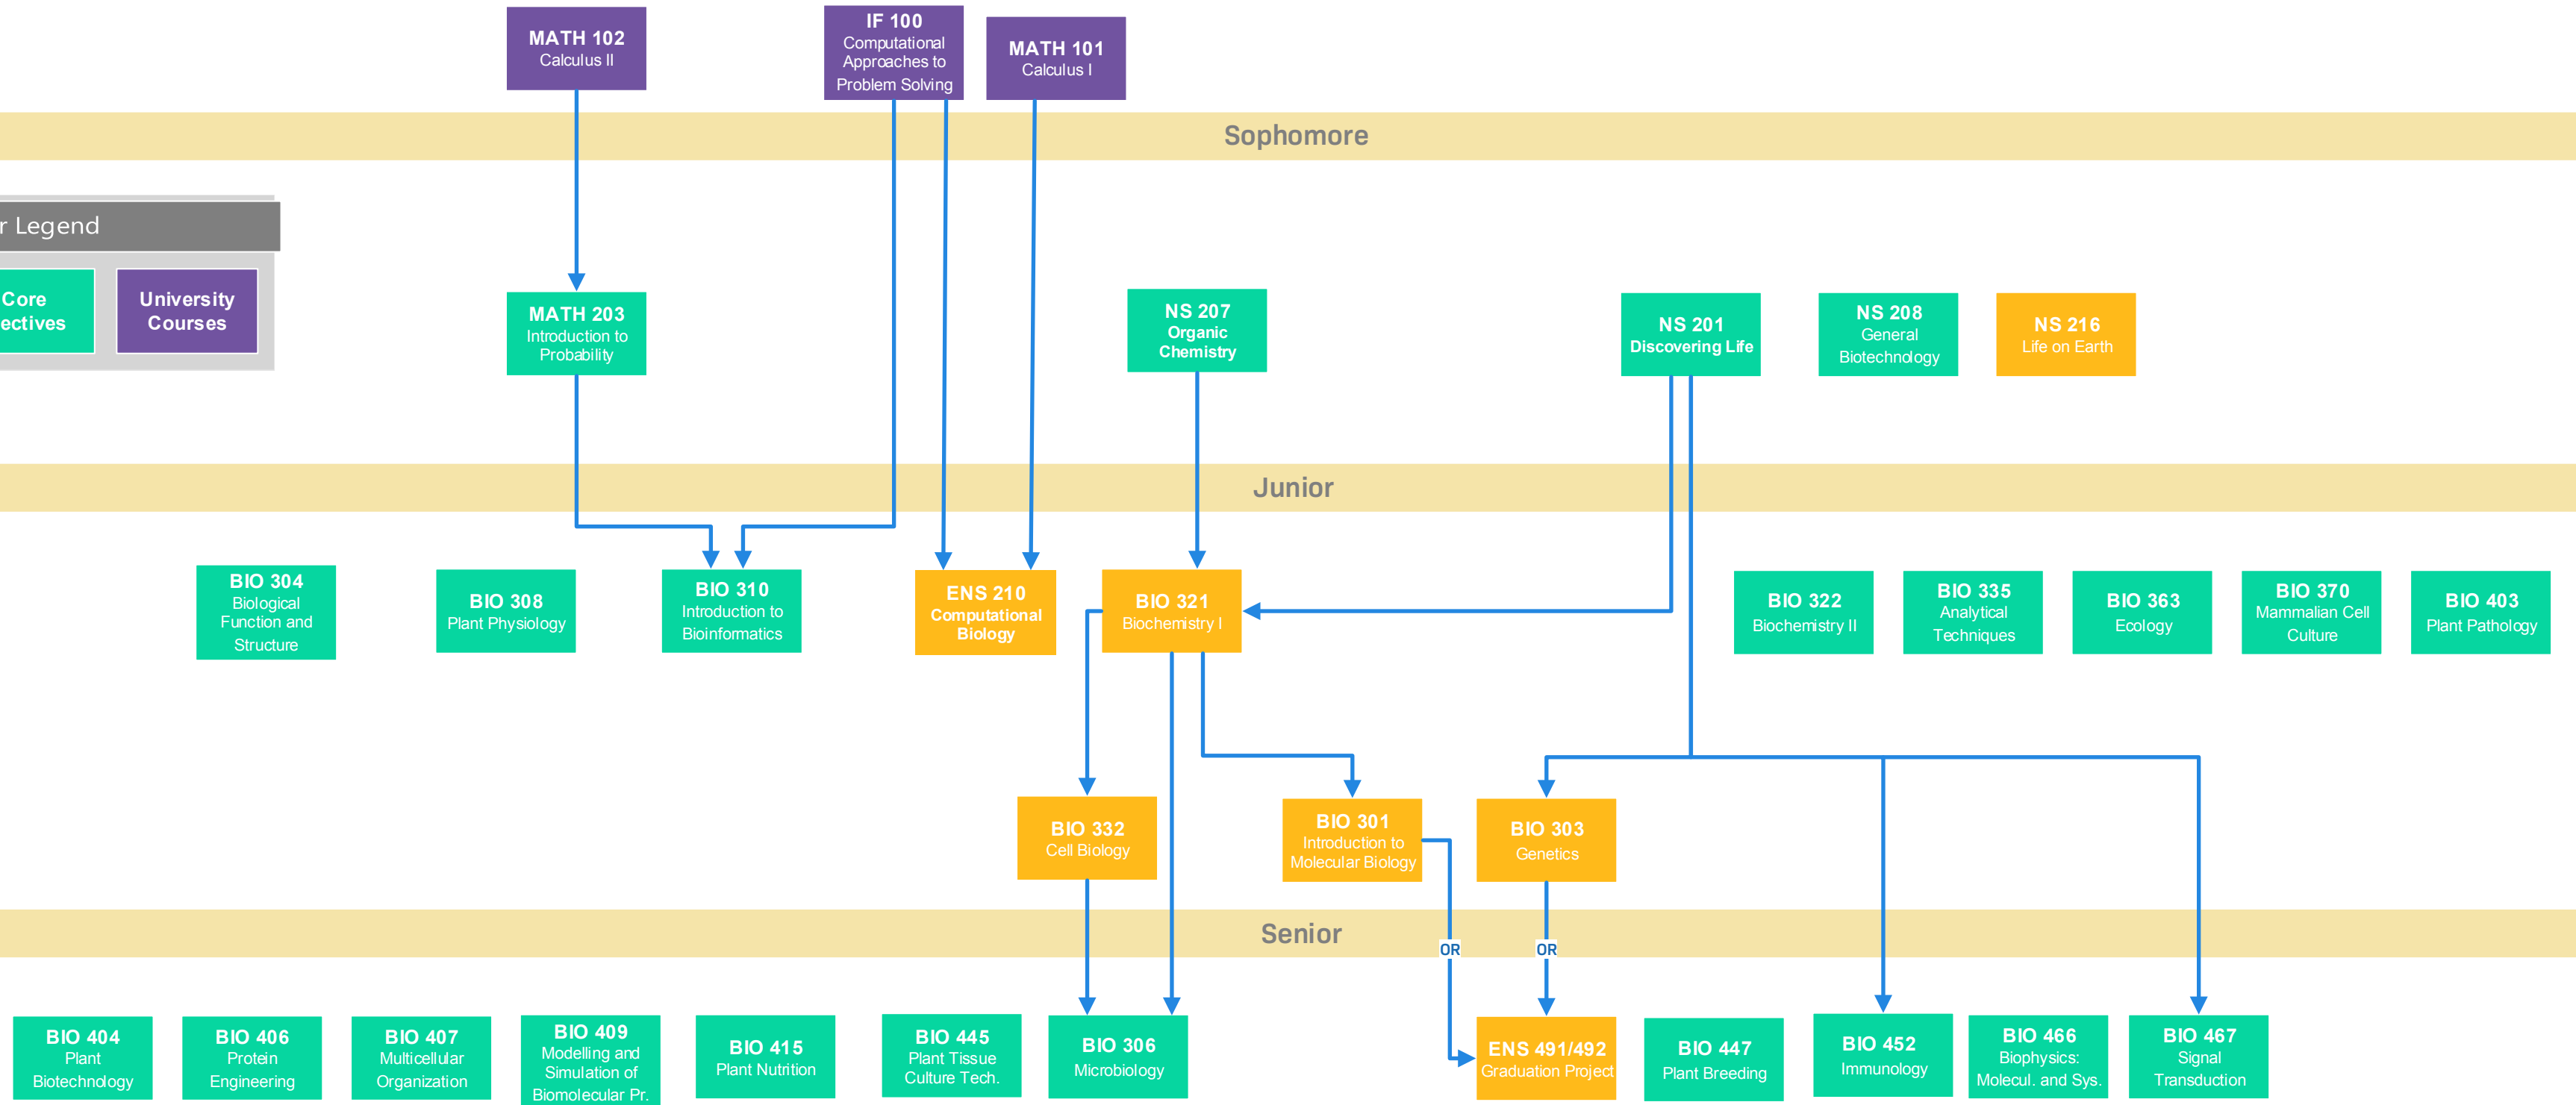 MATH 102
Calculus II
IF 100
Computational
Approaches to
Problem Solving
MATH 101
Calculus I
Sophomore
r Legend
Core
ectives
University
Courses
MATH 203
Introduction to
Probability
NS 207
Organic
Chemistry
NS 201
Discovering Life
NS 208
General
Biotechnology
NS 216
Life on Earth
Junior
BIO 304
Biological
Function and
Structure
BIO 308
Plant Physiology
BIO 310
Introduction to
Bioinformatics
ENS 210
Computational
Biology
BIO 321
Biochemistry I
BIO 322
Biochemistry II
BIO 335
Analytical
Techniques
BIO 363
Ecology
BIO 370
Mammalian Cell
Culture
BIO 403
Plant Pathology
BIO 332
Cell Biology
BIO 301
Introduction to
Molecular Biology
BIO 303
Genetics
Senior
OR
OR
BIO 404
Plant
Biotechnology
BIO 406
Protein
Engineering
BIO 407
Multicellular
Organization
BIO 409
Modelling and
Simulation of
Biomolecular Pr.
BIO 415
Plant Nutrition
BIO 445
Plant Tissue
Culture Tech.
BIO 306
Microbiology
ENS 491/492
Graduation Project
BIO 447
Plant Breeding
BIO 452
Immunology
BIO 466
Biophysics:
Molecul. and Sys.
BIO 467
Signal
Transduction